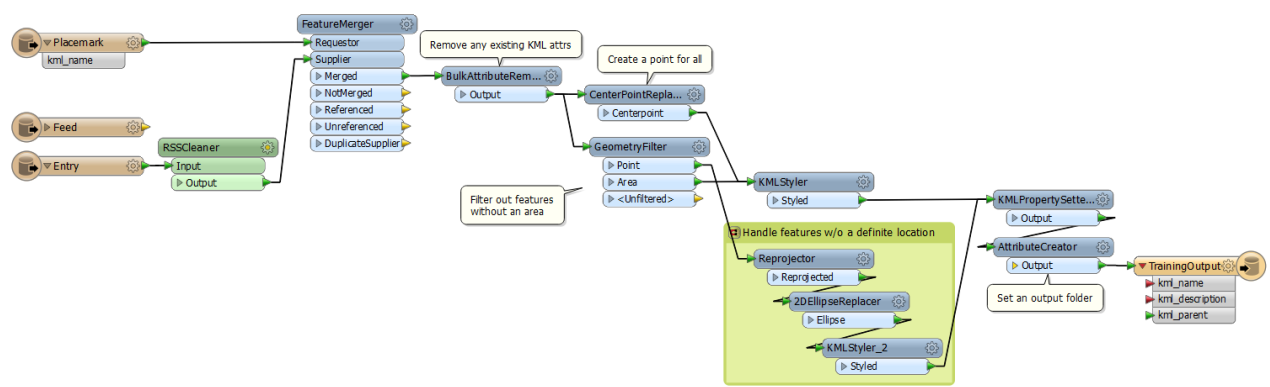 Placemark
kml_name
Feed
Entry
RSSCleaner
Input
Output
FeatureMerger
Requestor
Supplier
Merged
NotMerged
Referenced
Unreferenced
DuplicateSupplier
Remove any existing KML attrs
BulkAttributeRem...
Output
Create a point for all
CenterPointRepla...
Centerpoint
GeometryFilter
Point
Area
<Unfiltered>
Filter out features
without an area
KMLStyler
Styled
Handle features w/o a definite location
Reprojector
Reprojected
2DEllipseReplacer
Ellipse
KMLStyler_2
Styled
KMLPropertySette...
Output
AttributeCreator
Output
Set an output folder
TrainingOutput
kml_name
kml_description
kml_parent